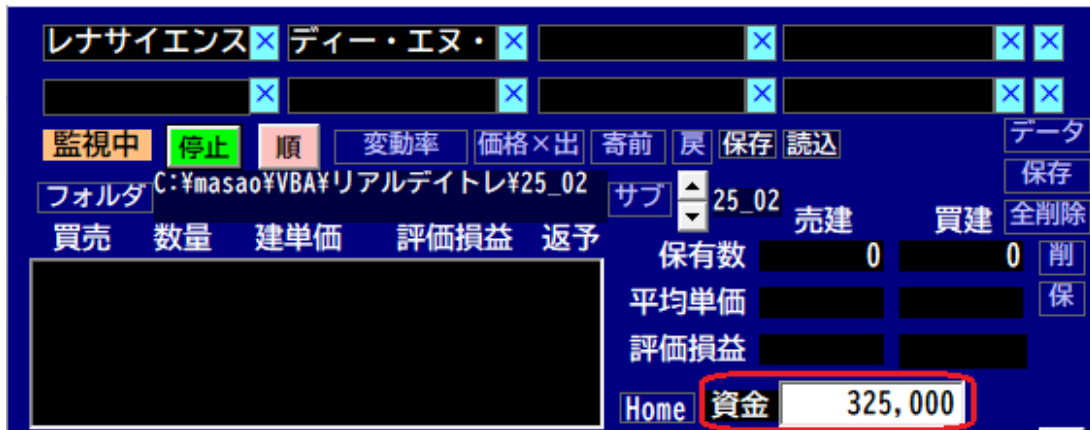 レナサイエンス × ディー・エヌ・ × × × ×
× × × × ×
監視中 停止 順 変動率 価格×出 寄前 戻 保存 読込 データ
フォルダ C:¥masao¥VBA¥リアルデイトレ¥25_02 サブ 25_02 保存
買売 数量 建単価 評価損益 返予 売建 買建 全削除
保有数 0 0 削
平均単価 保
評価損益
Home 資金 325,000